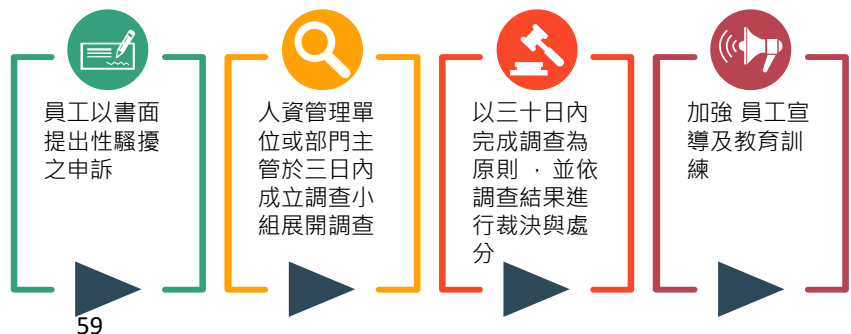 員工以書面
提出性騷擾
之申訴
人資管理單
位或部門主
管於三日內
成立調查小
組展開調查
以三十日內
完成調查為
原則 ， 並依
調查結果進
行裁決與處
分
加強 員工宣
導及教育訓
練
59